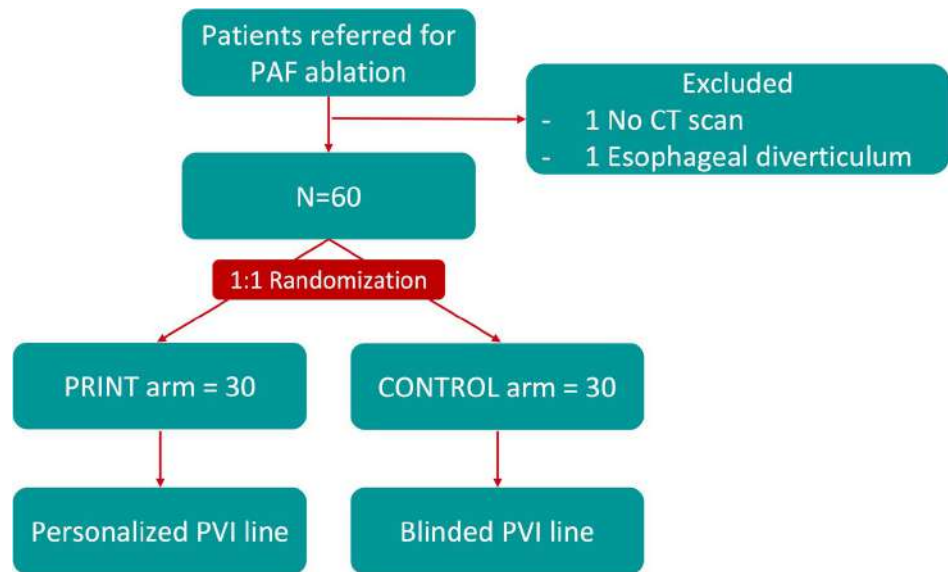 Patients referred for
PAF ablation
Excluded
- 1 No CT scan
- 1 Esophageal diverticulum
N=60
1:1 Randomization
PRINT arm = 30
CONTROL arm = 30
Personalized PVI line
Blinded PVI line